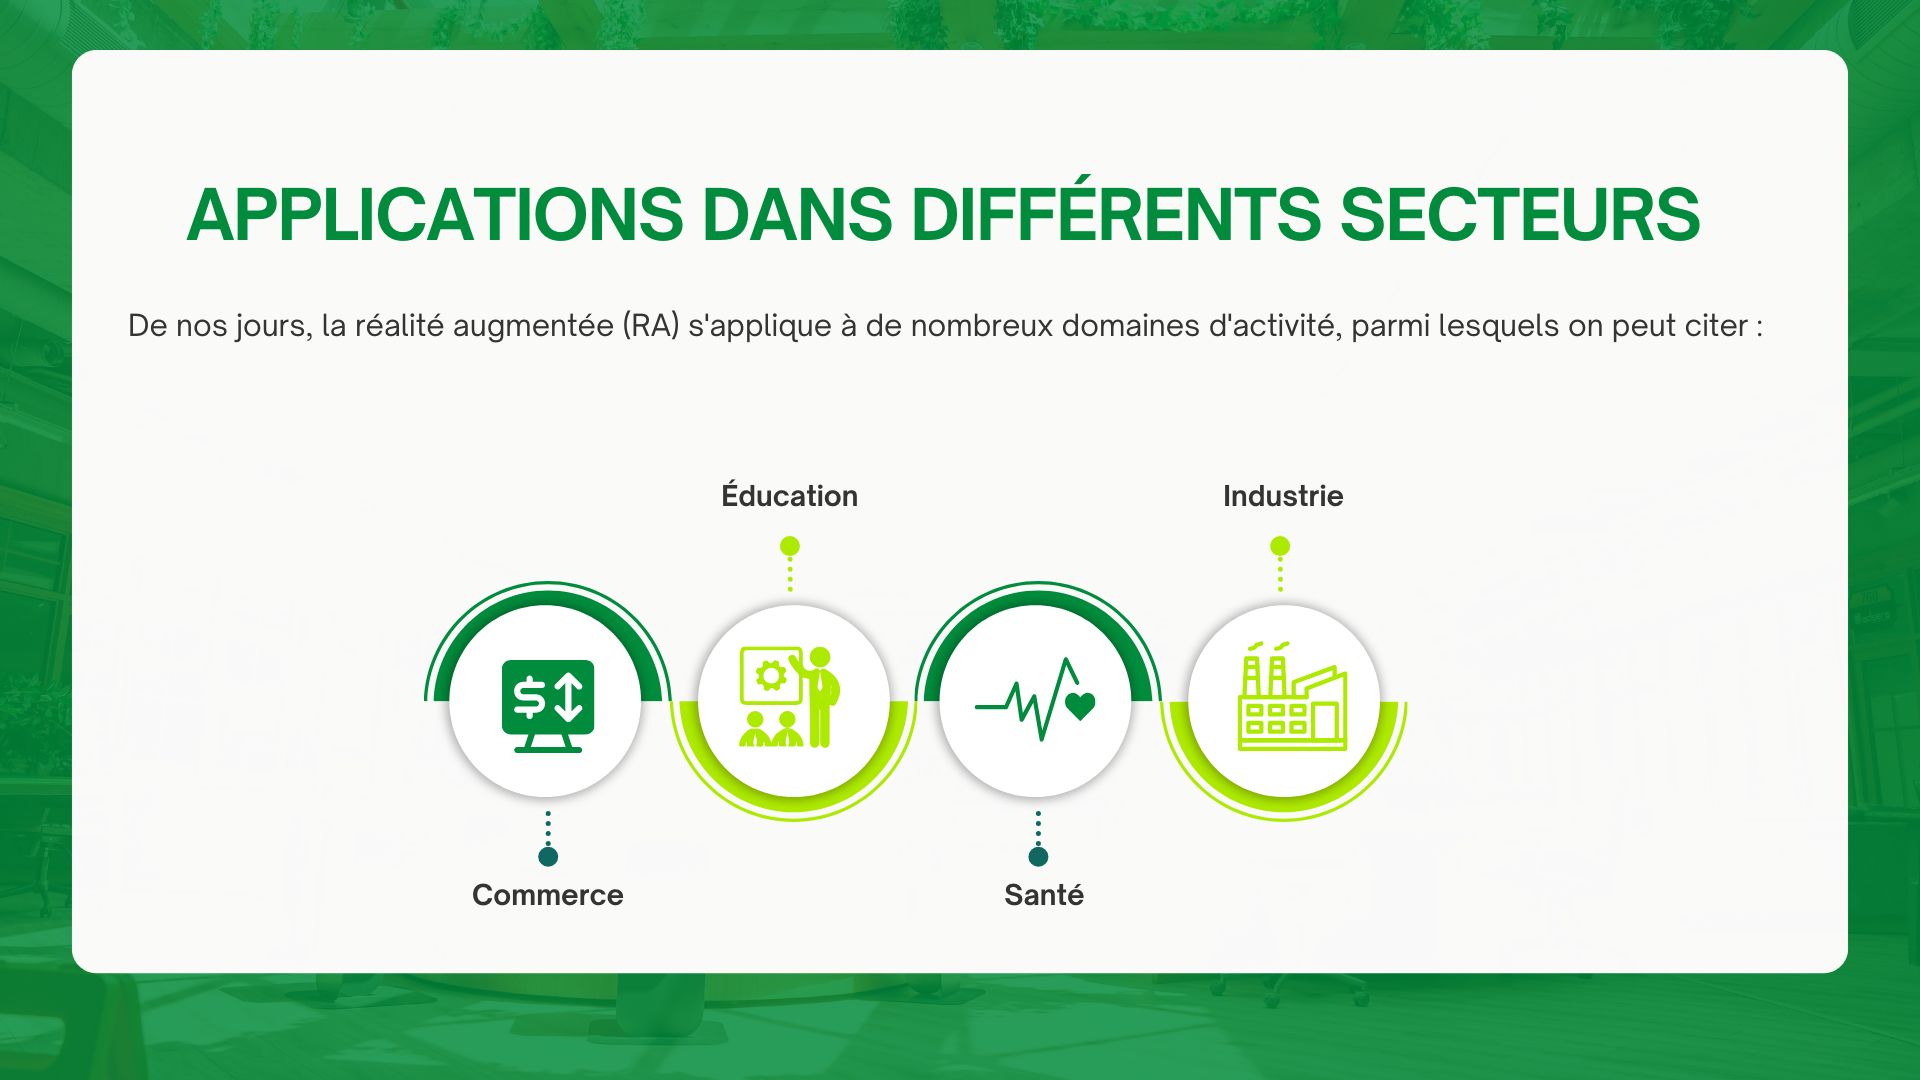 APPLICATIONS DANS DIFFÉRENTS SECTEURS
De nos jours, la réalité augmentée (RA) s'applique à de nombreux domaines d'activité, parmi lesquels on peut citer :
Éducation
Industrie
$
Commerce
Santé